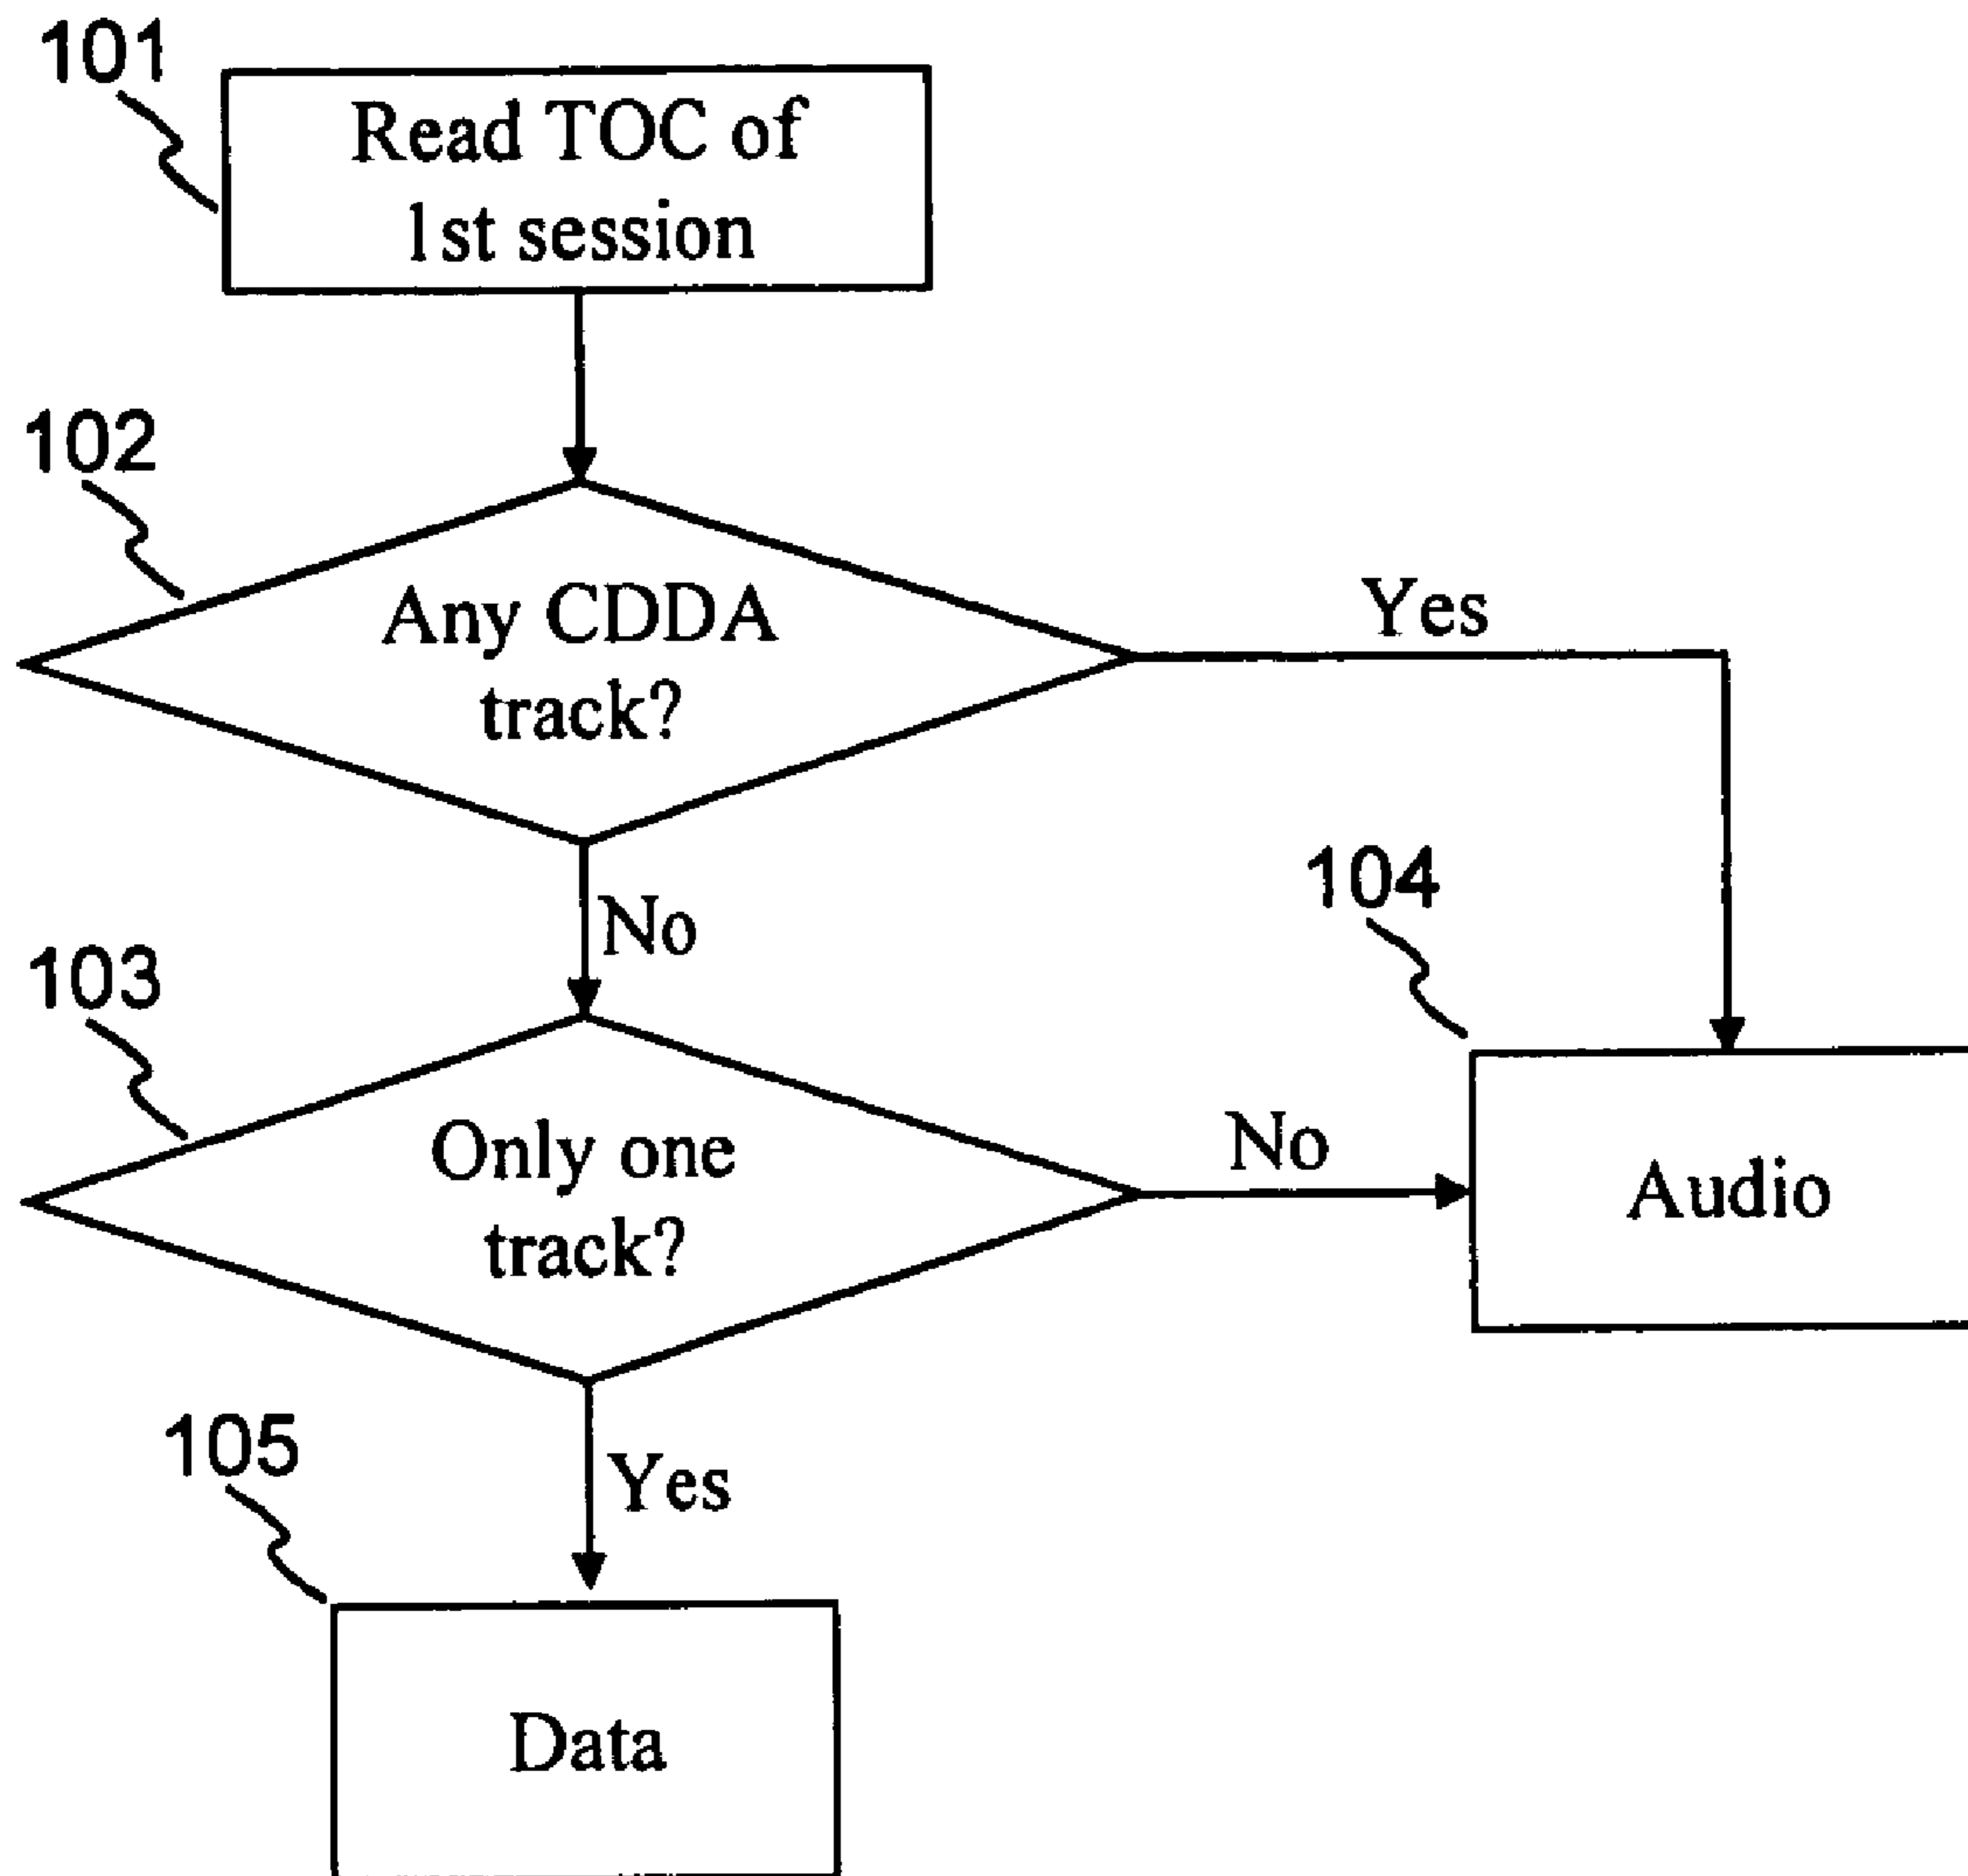 101
Read TOC of
1st session
102
Any CDDA
track?
Yes
No
103
Only one
track?
No
104
Audio
Yes
105
Data